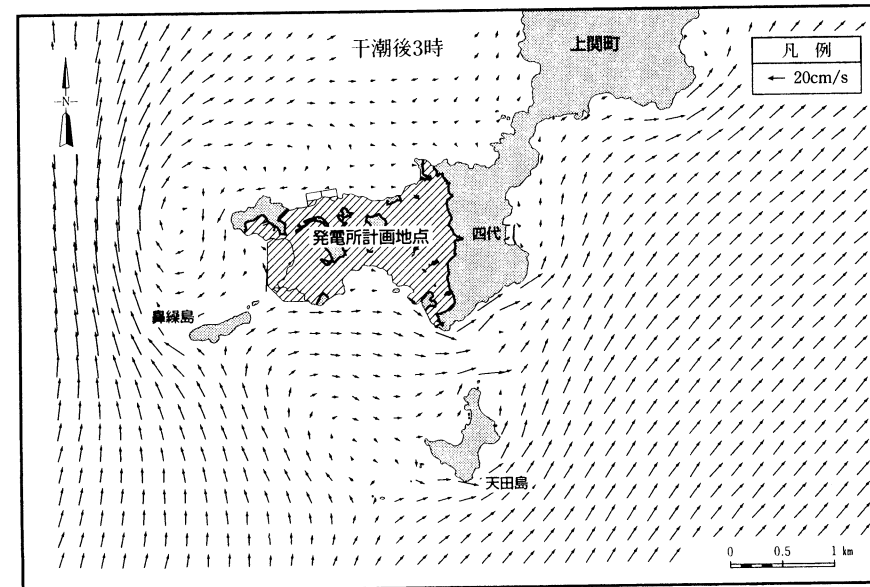 干潮後3時
上関町
凡例
20cm/s
N
発電所計画地点
四代
鼻繰島
天田島
0 0.5 1 km